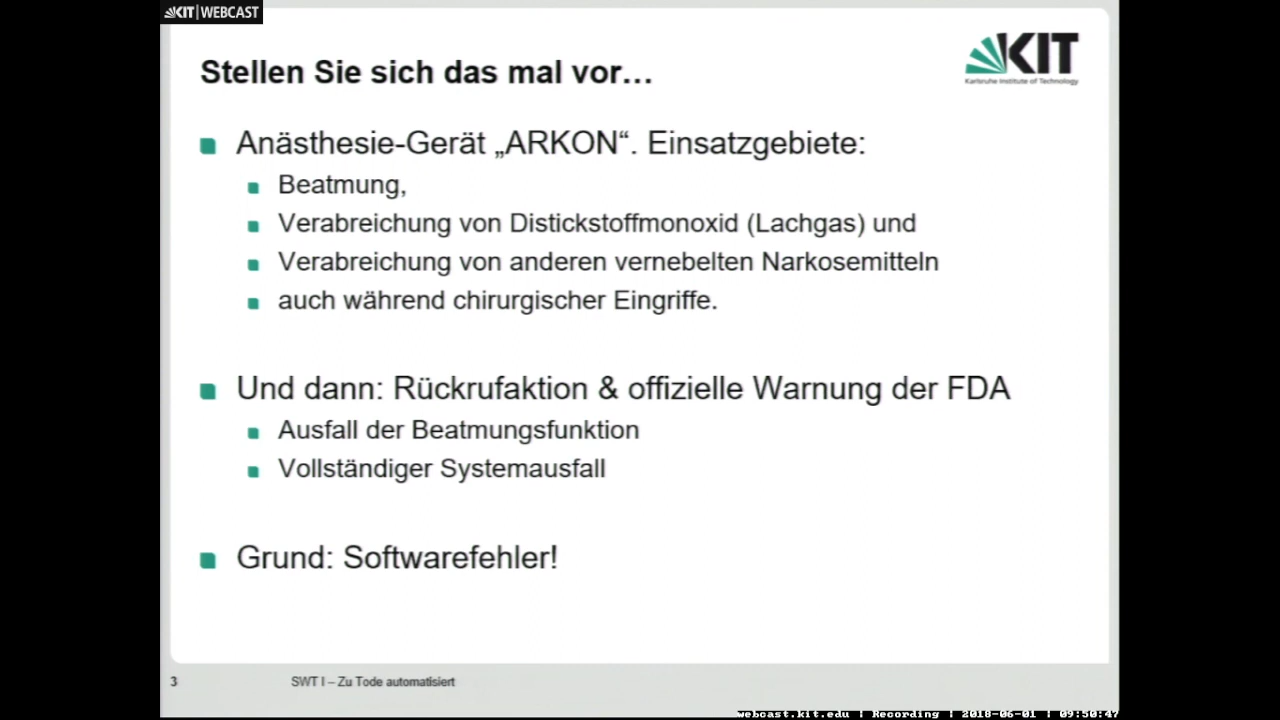 KIT | WEBCAST
KIT
Karlsruhe Institute of Technology
Stellen Sie sich das mal vor…
Anästhesie-Gerät „ARKON“. Einsatzgebiete:
Beatmung,
Verabreichung von Distickstoffmonoxid (Lachgas) und
Verabreichung von anderen vernebelten Narkosemitteln
auch während chirurgischer Eingriffe.
Und dann: Rückrufaktion & offizielle Warnung der FDA
Ausfall der Beatmungsfunktion
Vollständiger Systemausfall
Grund: Softwarefehler!
3
SWT I – Zu Tode automatisiert
webcast.kit.edu | Recording | 2018-06-01 | 09:50:47